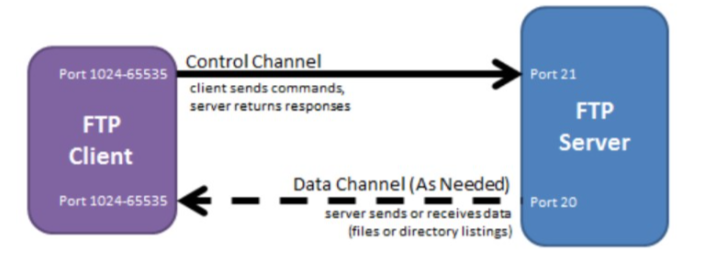 Control Channel
Port 1024-65535
Port 21
client sends commands,
server returns responses
FTP
Client
FTP
Server
Data Channel (As Needed)
Port 1024-65535
Port 20
server sends or receives data
(files or directory listings)